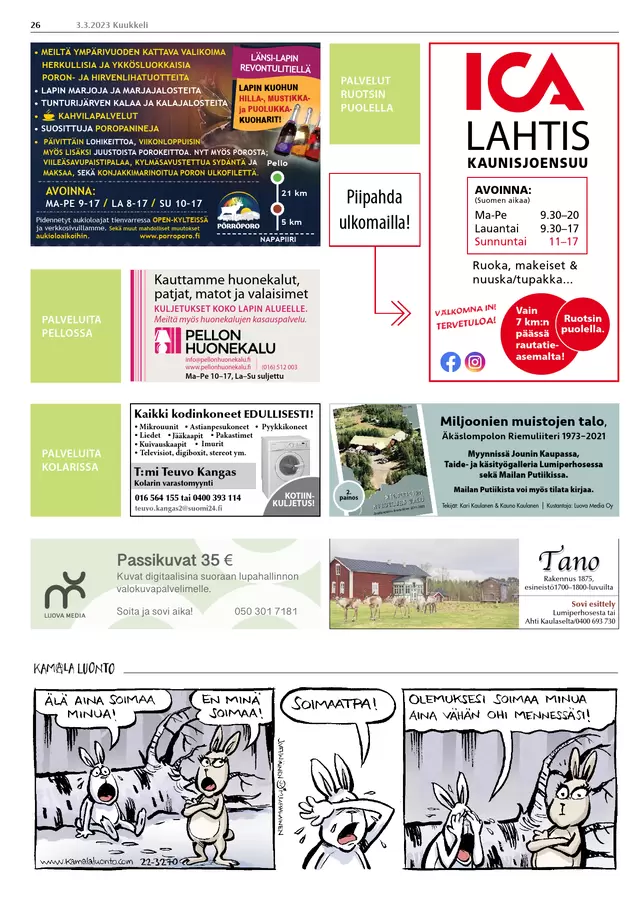 26
3.3.2023 Kuukkeli
• MEILTÄ YMPÄRIVUODEN KATTAVA VALIKOIMA
HERKULLISIA JA YKKÖSLUOKKAISIA
PORON- JA HIRVENLIHATUOTTEITA
• LAPIN MARJOJA JA MARJAJALOSTEITA
• TUNTURIJÄRVEN KALAA JA KALAJALOSTEITA
• KAHVILAPALVELUT
• SUOSITTUJA POROPANINEJA
• PÄIVITTÄIN LOHIKEITTOA, VIIKONLOPPUISIN
MYÖS LISÄKSI JUUSTOISTA POROKEITTOA. NYT MYÖS POROSTA;
VIILEÄSAVUPAISTIPALAA, KYLMÄSAVUSTETTUA SYDÄNTÄ JA
MAKSAA, SEKÄ KONJAKKIMARINOITUA PORON ULKOFILETTÄ.
AVOINNA:
MA-PE 9-17 / LA 8-17 / SU 10-17
Pidennetyt aukioloajat tienvarressa OPEN-KYLTEISSÄ
ja verkkosivuillamme. Sekä muut mahdolliset muutokset
aukioloaikoihin. www.porroporo.fi
LÄNSI-LAPIN
REVONTULITIELLÄ
LAPIN KUOHUN
HILLA-, MUSTIKKA-
ja PUOLUKKA-
KUOHARIT!
Pello
21 km
5 km
NAPAPIIRI
PÖRRÖPORO
PALVELUT
RUOTSIN
PUOLELLA
Piipahda
ulkomailla!
ICA
LAHTIS
KAUNISJOENSUU
AVOINNA:
(Suomen aikaa)
Ma-Pe 9.30–20
Lauantai 9.30–17
Sunnuntai 11–17
Ruoka, makeiset &
nuuska/tupakka...
VÄLKOMNA IN!
TERVETULOA!
Vain
7 km:n
päässä
rautatie-
asemalta!
Ruotsin
puolella.
PALVELUITA
PELLOSSA
Kauttamme huonekalut,
patjat, matot ja valaisimet
KULJETUKSET KOKO LAPIN ALUEELLE.
Meiltä myös huonekalujen kasauspalvelu.
PELLON
HUONEKALU
info@pellonhuonekalu.fi
www.pellonhuonekalu.fi | (016) 512 003
Ma–Pe 10–17, La–Su suljettu
PALVELUITA
KOLARISSA
Kaikki kodinkoneet EDULLISESTI!
• Mikrouunit • Astianpesukoneet • Pyykkikoneet
• Liedet • Jääkaapit • Pakastimet
• Kuivauskaapit • Imurit
• Televisiot, digiboxit, stereot ym.
T:mi Teuvo Kangas
Kolarin varastomyynti
016 564 155 tai 0400 393 114
teuvo.kangas2@suomi24.fi
KOTIIN-
KULJETUS!
2.
painos
Miljoonien muistojen talo,
Äkäslompolon Riemuliiteri 1973–2021
Myynnissä Jounin Kaupassa,
Taide- ja käsityögalleria Lumiperhosessa
sekä Mailan Putiikissa.
Mailan Putiikista voi myös tilata kirjaa.
Tekijät: Kari Kaulanen & Kauno Kaulanen | Kustantaja: Luova Media Oy
LUOVA MEDIA
Passikuvat 35 €
Kuvat digitaalisina suoraan lupahallinnon
valokuvapalvelimelle.
Soita ja sovi aika! 050 301 7181
Tano
Rakennus 1875,
esineistö1700–1800-luvuilta
Sovi esittely
Lumiperhosesta tai
Ahti Kaulaselta/0400 693 730
KAMALA LUONTO
ÄLÄ AINA SOIMAA
MINUA!
EN MINÄ
SOIMAA!
SOIMAATPA!
OLEMUKSESI SOIMAA MINUA
AINA VÄHÄN OHI MENNESSÄSI!
www.kamalaluonto.com 22-3270